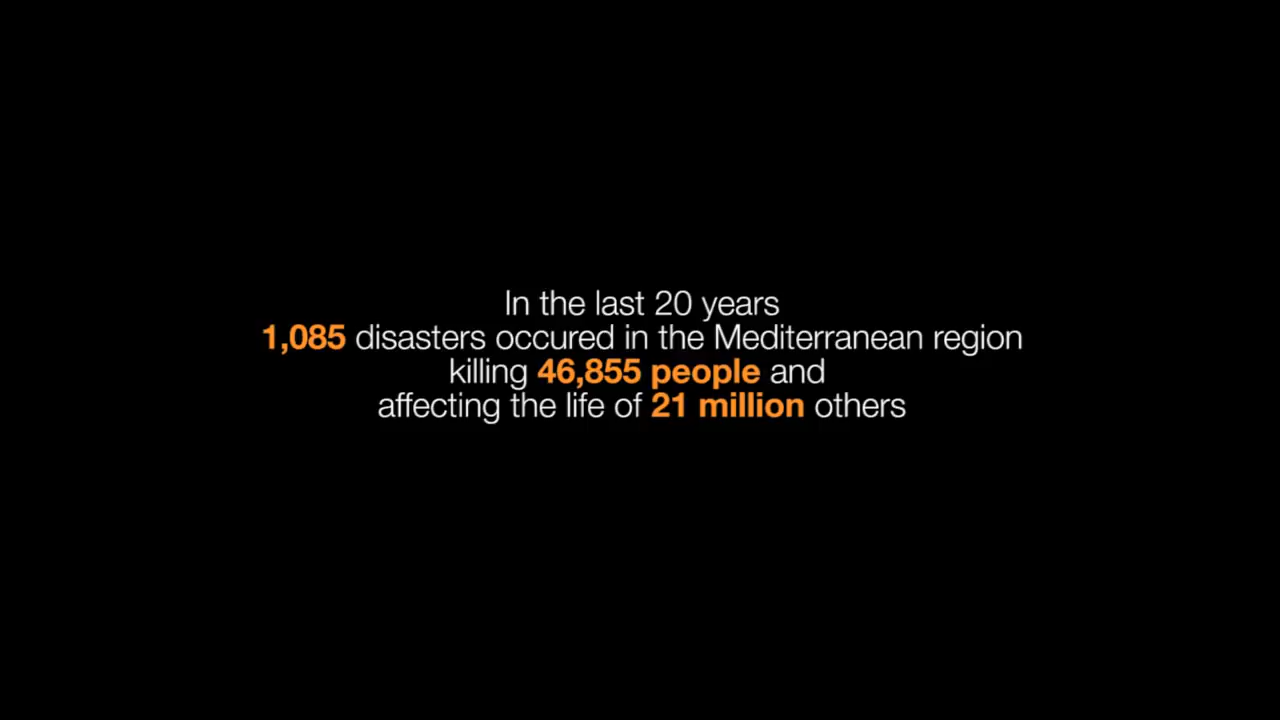 In the last 20 years
1,085 disasters occured in the Mediterranean region
killing 46,855 people and
affecting the life of 21 million others